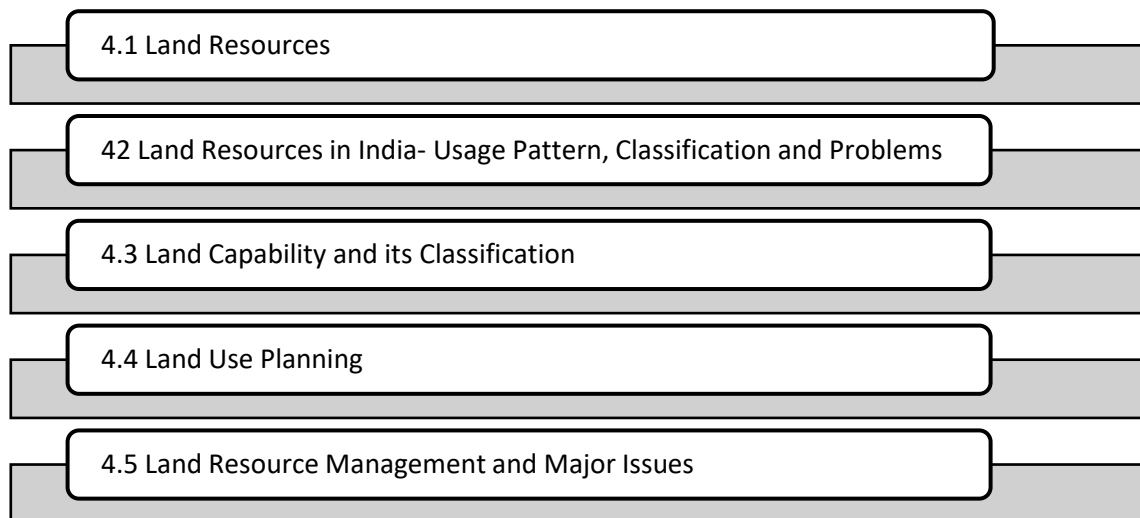 4.1 Land Resources
42 Land Resources in India- Usage Pattern, Classification and Problems
4.3 Land Capability and its Classification
4.4 Land Use Planning
4.5 Land Resource Management and Major Issues